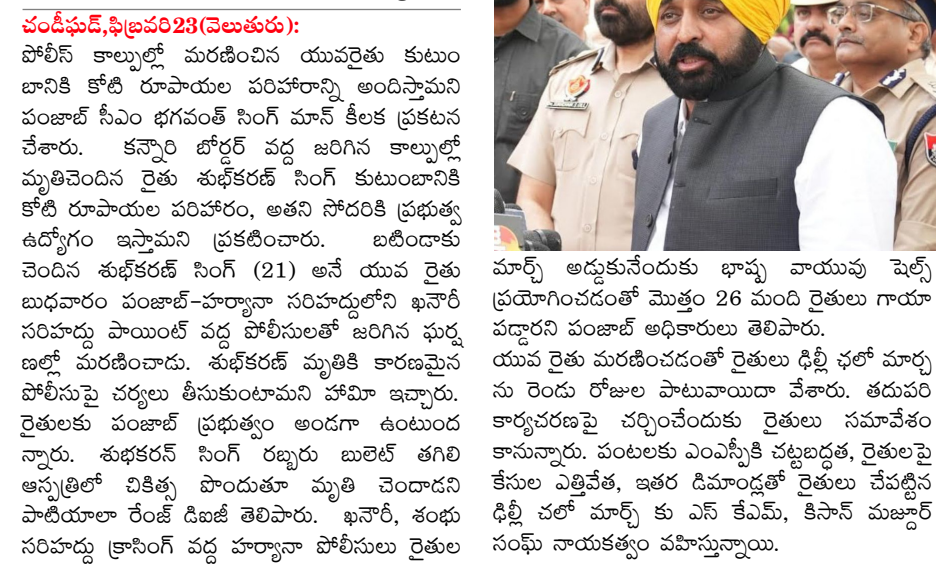 చండీఘడ్,ఫిబ్రవరి23(వెలుతురు):
పోలీస్ కాల్పుల్లో మరణించిన యువరైతు కుటుం
బానికి కోటి రూపాయల పరిహారాన్ని అందిస్తామని
పంజాబ్ సీఎం భగవంత్ సింగ్ మాన్ కీలక ప్రకటన
చేశారు. కన్నౌరి బోర్డర్ వద్ద జరిగిన కాల్పుల్లో
మృతిచెందిన రైతు శుభ్‌కరణ్ సింగ్ కుటుంబానికి
కోటి రూపాయల పరిహారం, అతని సోదరికి ప్రభుత్వ
ఉద్యోగం ఇస్తామని ప్రకటించారు. బటిండాకు
చెందిన శుభ్‌కరణ్ సింగ్ (21) అనే యువ రైతు
బుధవారం పంజాబ్-హర్యానా సరిహద్దులోని ఖనౌరీ
సరిహద్దు పాయింట్ వద్ద పోలీసులతో జరిగిన ఘర్ష
ణల్లో మరణించాడు. శుభ్‌కరణ్ మృతికి కారణమైన
పోలీసుపై చర్యలు తీసుకుంటామని హామీ ఇచ్చారు.
రైతులకు పంజాబ్ ప్రభుత్వం అండగా ఉంటుంద
న్నారు. శుభకరన్ సింగ్ రబ్బరు బులెట్ తగిలి
ఆస్పత్రిలో చికిత్స పొందుతూ మృతి చెందాడని
పాటియాలా రేంజ్ డిఐజీ తెలిపారు. ఖనౌరీ, శంభు
సరిహద్దు క్రాసింగ్ వద్ద హర్యానా పోలీసులు రైతుల
మార్చ్ అడ్డుకునేందుకు భాష్ప వాయువు షెల్స్
ప్రయోగించడంతో మొత్తం 26 మంది రైతులు గాయా
పడ్డారని పంజాబ్ అధికారులు తెలిపారు.
యువ రైతు మరణించడంతో రైతులు ఢిల్లీ ఛలో మార్చ
ను రెండు రోజుల పాటువాయిదా వేశారు. తదుపరి
కార్యచరణపై చర్చించేందుకు రైతులు సమావేశం
కానున్నారు. పంటలకు ఎంఎస్పీకి చట్టబద్ధత, రైతులపై
కేసుల ఎత్తివేత, ఇతర డిమాండ్లతో రైతులు చేపట్టిన
ఢిల్లీ చలో మార్చ్ కు ఎస్ కేఎమ్, కిసాన్ మజ్దూర్
సంఘ్ నాయకత్వం వహిస్తున్నాయి.